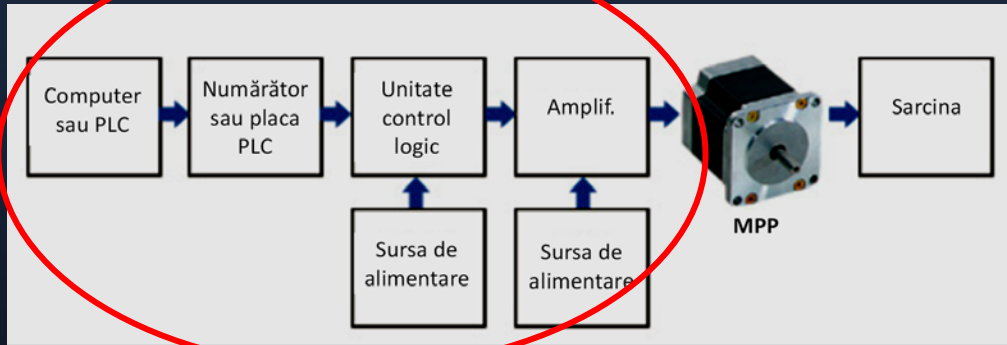 Computer
sau PLC
Numărător
sau placa
PLC
Unitate
control
logic
Amplif.
Sarcina
MPP
Sursa de
alimentare
Sursa de
alimentare